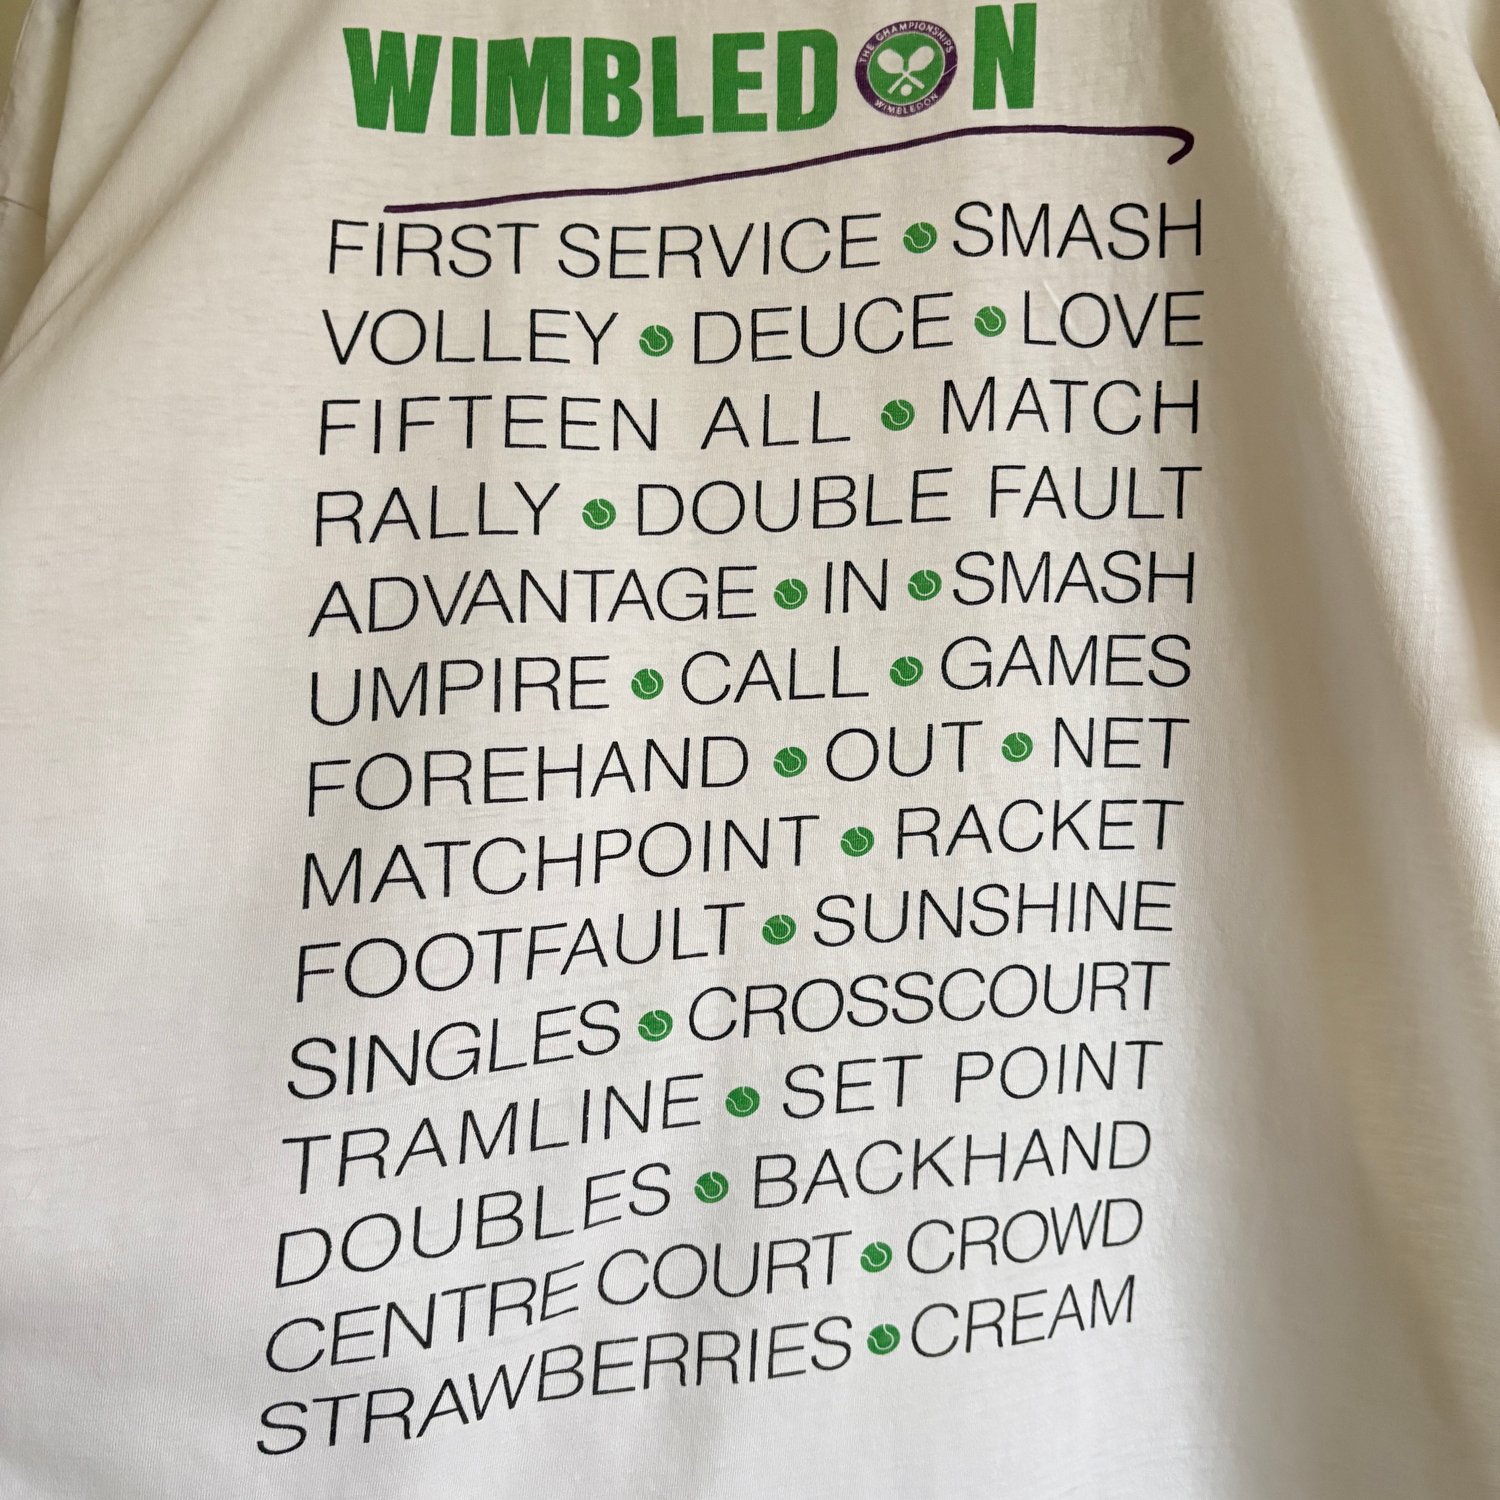 WIMBLEDON
THE CHAMPIONSHIPS
WIMBLEDON
FIRST SERVICE SMASH
VOLLEY DEUCE LOVE
FIFTEEN ALL MATCH
RALLY DOUBLE FAULT
ADVANTAGE IN SMASH
UMPIRE CALL GAMES
FOREHAND OUT NET
MATCHPOINT RACKET
FOOTFAULT SUNSHINE
SINGLES CROSSCOURT
TRAMLINE SET POINT
DOUBLES BACKHAND
CENTRE COURT CROWD
STRAWBERRIES CREAM